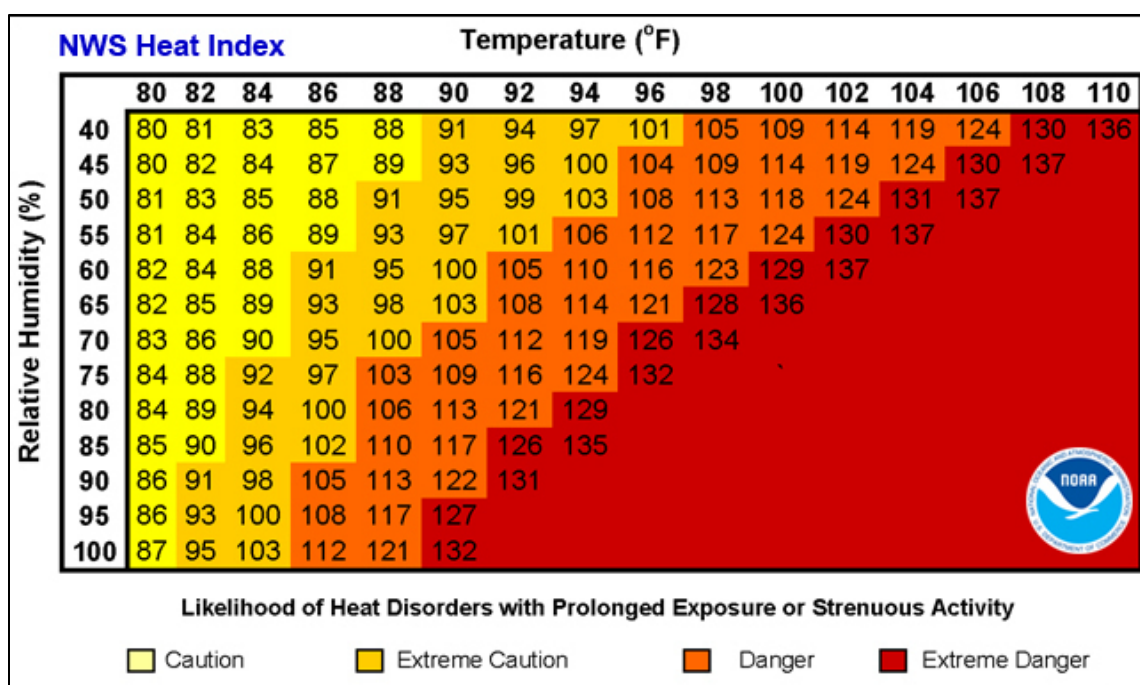 NWS Heat Index
Temperature (°F)
80 82 84 86 88 90 92 94 96 98 100 102 104 106 108 110
Relative Humidity (%)
40 80 81 83 85 88 91 94 97 101 105 109 114 119 124 130 136
45 80 82 84 87 89 93 96 100 104 109 114 119 124 130 137
50 81 83 85 88 91 95 99 103 108 113 118 124 131 137
55 81 84 86 89 93 97 101 106 112 117 124 130 137
60 82 84 88 91 95 100 105 110 116 123 129 137
65 82 85 89 93 98 103 108 114 121 128 136
70 83 86 90 95 100 105 112 119 126 134
75 84 88 92 97 103 109 116 124 132
80 84 89 94 100 106 113 121 129
85 85 90 96 102 110 117 126 135
90 86 91 98 105 113 122 131
95 86 93 100 108 117 127
100 87 95 103 112 121 132
NATIONAL OCEANIC AND ATMOSPHERIC ADMINISTRATION
NOAA
U.S. DEPARTMENT OF COMMERCE
Likelihood of Heat Disorders with Prolonged Exposure or Strenuous Activity
Caution
Extreme Caution
Danger
Extreme Danger